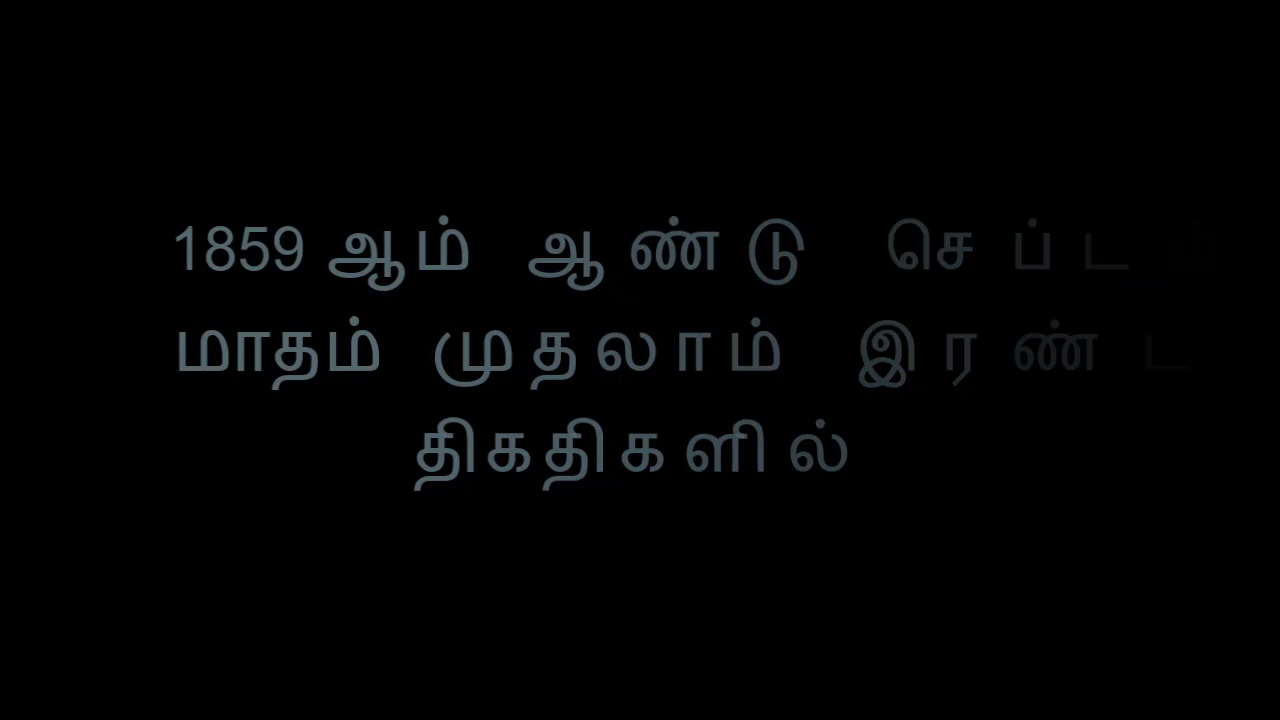 1859 ஆம் ஆண்டு
மாதம் முதலாம்
திகதிகளில்